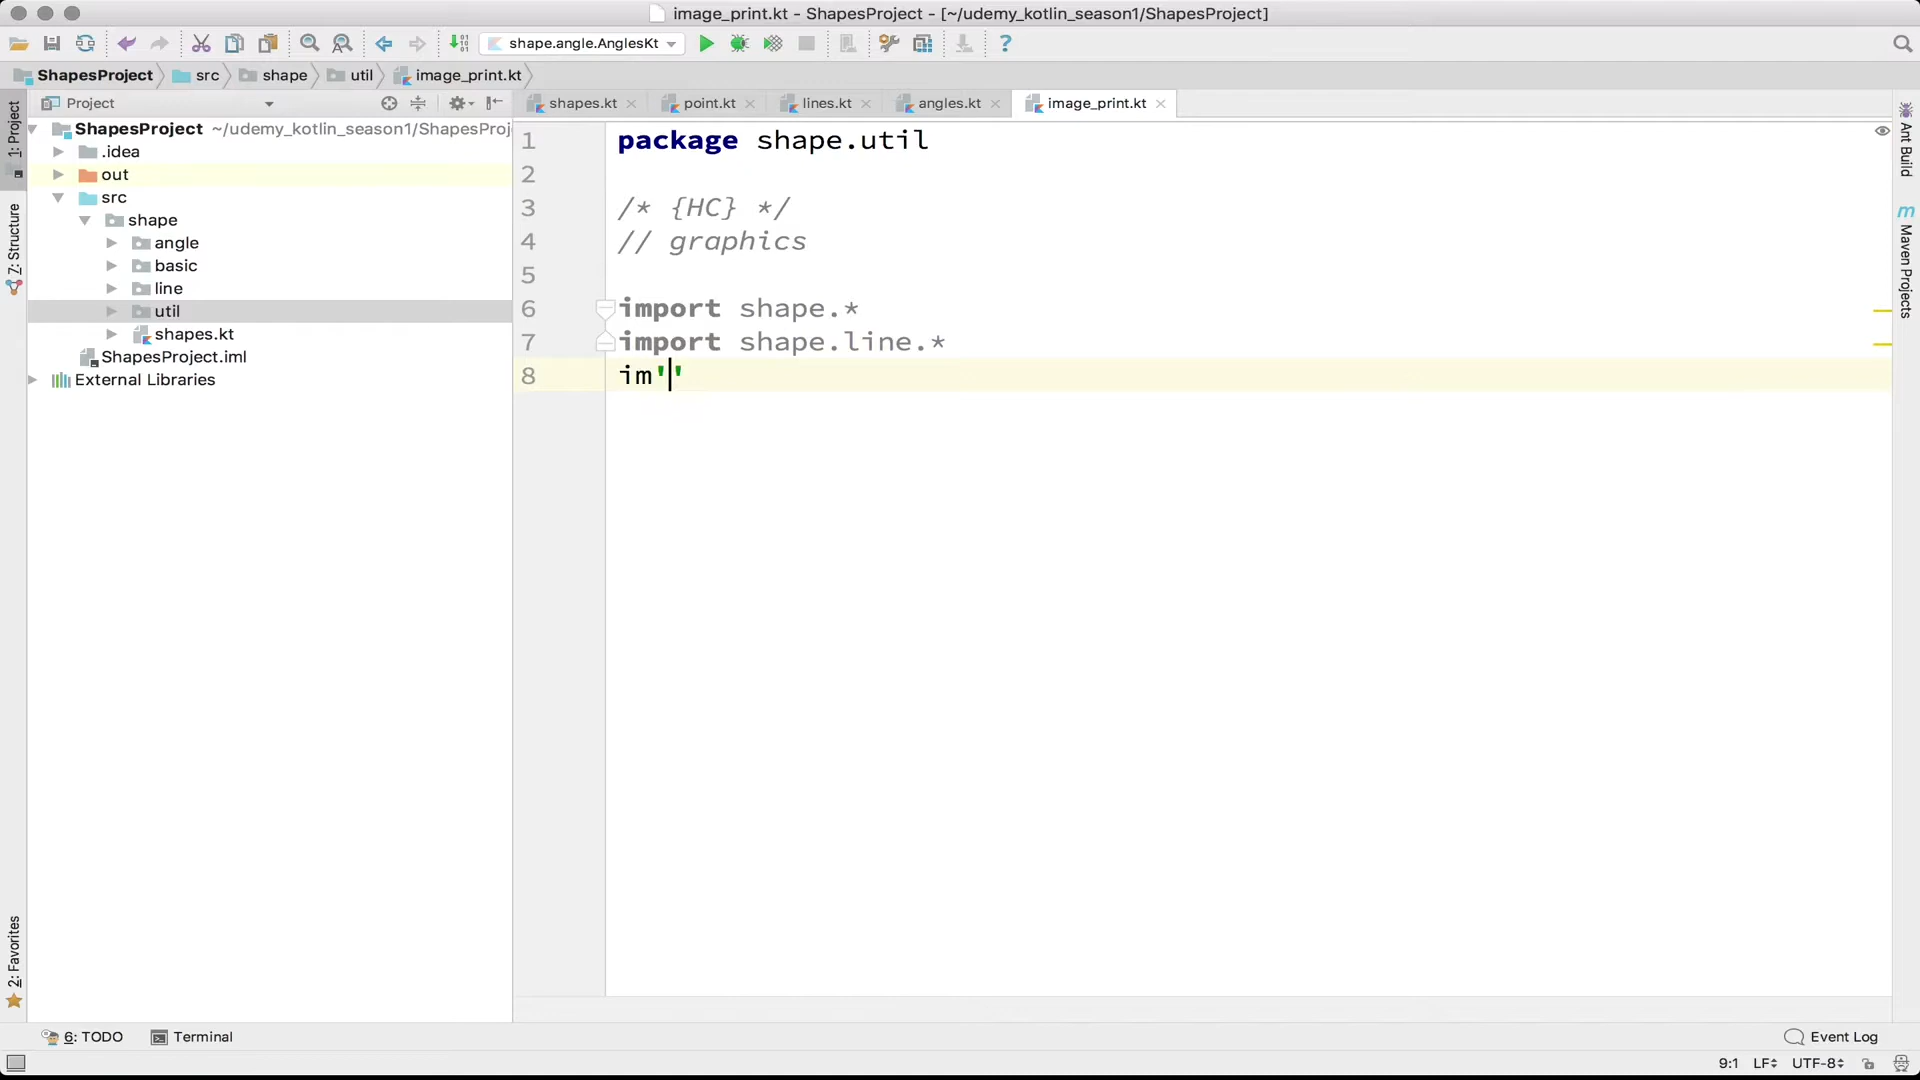 image_print.kt - ShapesProject - [~/udemy_kotlin_season1/ShapesProject]
shape.angle.AnglesKt
ShapesProject src shape util image_print.kt
Project
shapes.kt point.kt lines.kt angles.kt image_print.kt
1: Project
Z: Structure
2: Favorites
ShapesProject ~/udemy_kotlin_season1/ShapesProj
.idea
out
src
shape
angle
basic
line
util
shapes.kt
ShapesProject.iml
External Libraries
1 package shape.util
2
3 /* {HC} */
4 // graphics
5
6 import shape.*
7 import shape.line.*
8 im''
Ant Build
m Maven Projects
6: TODO Terminal Event Log
9:1 LF UTF-8